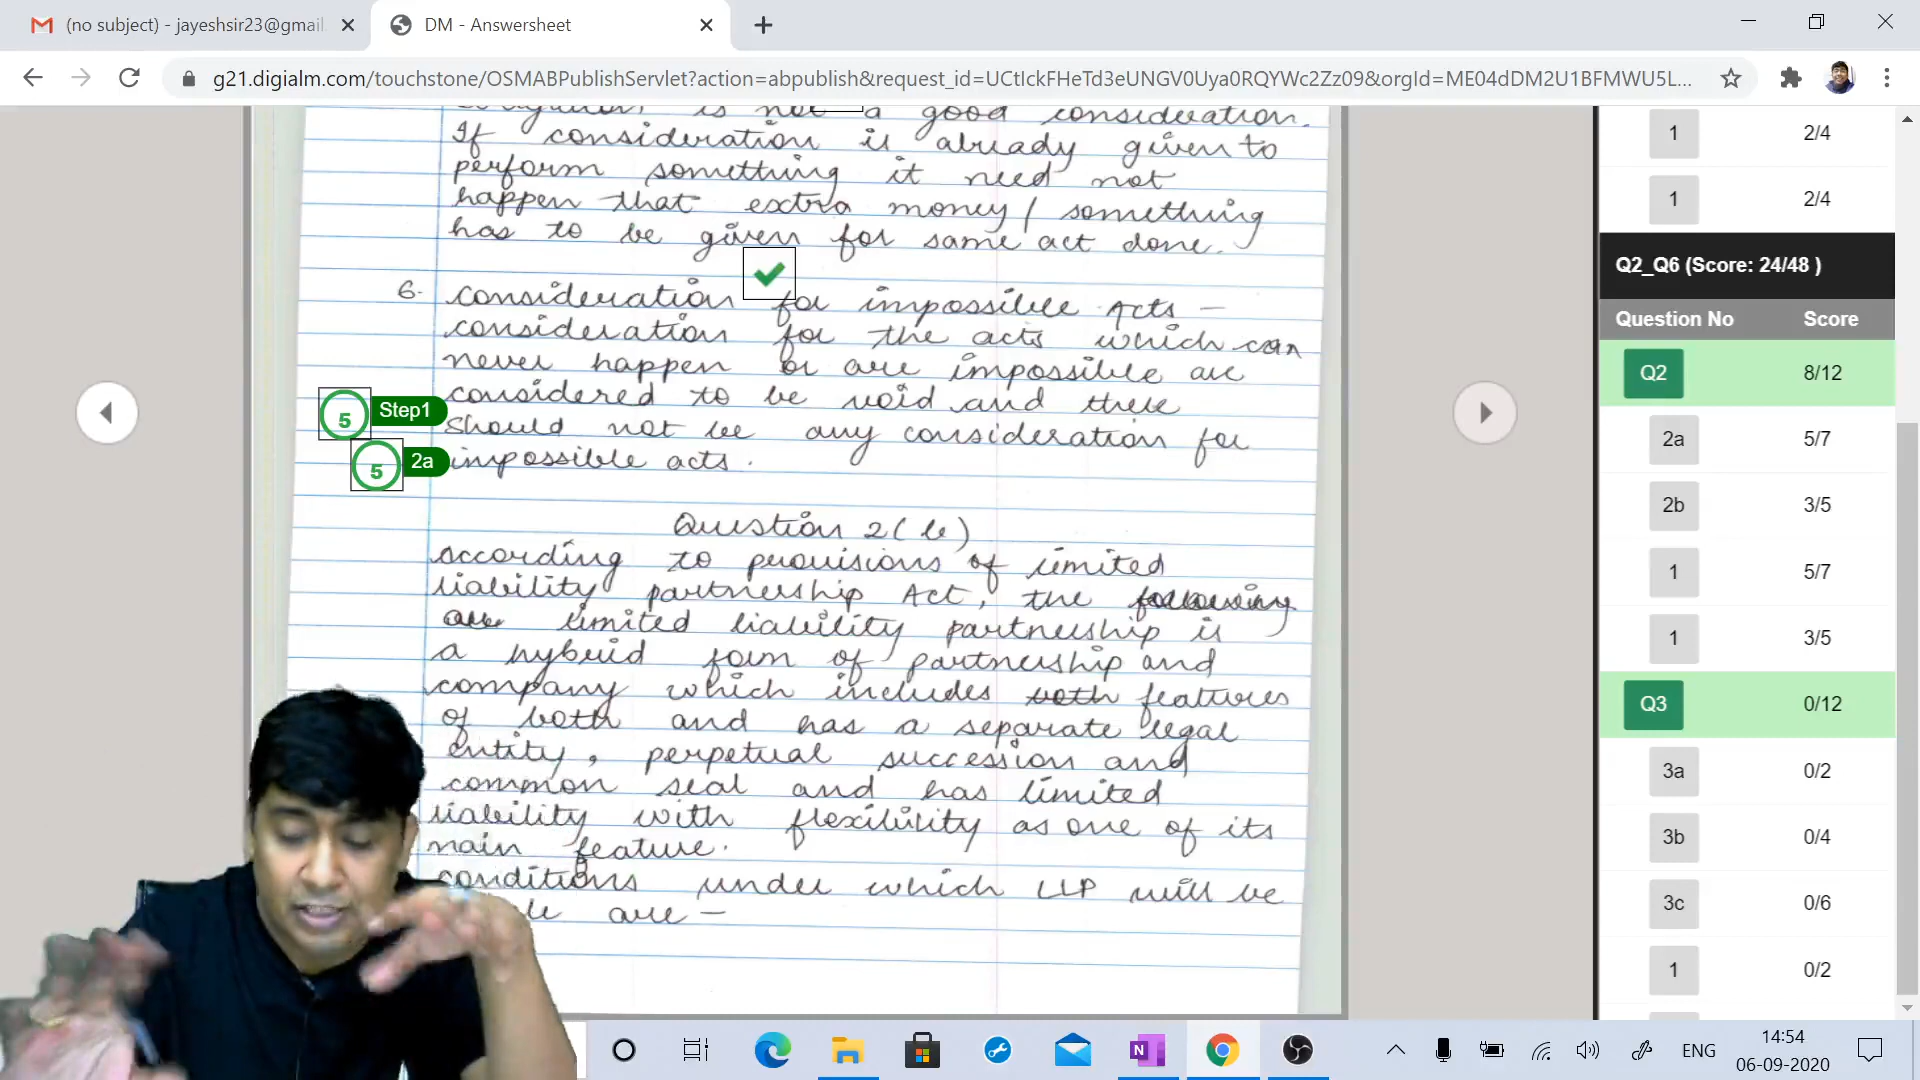 (no subject) - jayeshsir23@gmail.
DM - Answersheet
g21.digialm.com/touchstone/OSMABPublishServlet?action=abpublish&request_id=UCtIckFHeTd3eUNGV0Uya0RQYWc2Zz09&orgId=ME04dDM2U1BFMWU5L...
is not a good consideration.
If consideration is already given to
perform something it need not
happen that extra money / something
has to be given for same act done.
6. consideration for impossible Acts -
consideration for the acts which can
never happen or are impossible are
considered to be void and there
should not be any consideration for
impossible acts.
5 Step1
5 2a
Question 2(b)
according to provisions of limited
liability partnership Act, the following
are limited liability partnership is
a hybrid form of partnership and
company which includes both features
of both and has a separate legal
entity, perpetual succession and
common seal and has limited
liability with flexibility as one of its
main feature.
conditions under which LLP will be
are -
1 2/4
1 2/4
Q2_Q6 (Score: 24/48 )
Question No Score
Q2 8/12
2a 5/7
2b 3/5
1 5/7
1 3/5
Q3 0/12
3a 0/2
3b 0/4
3c 0/6
1 0/2
N
ENG
14:54
06-09-2020